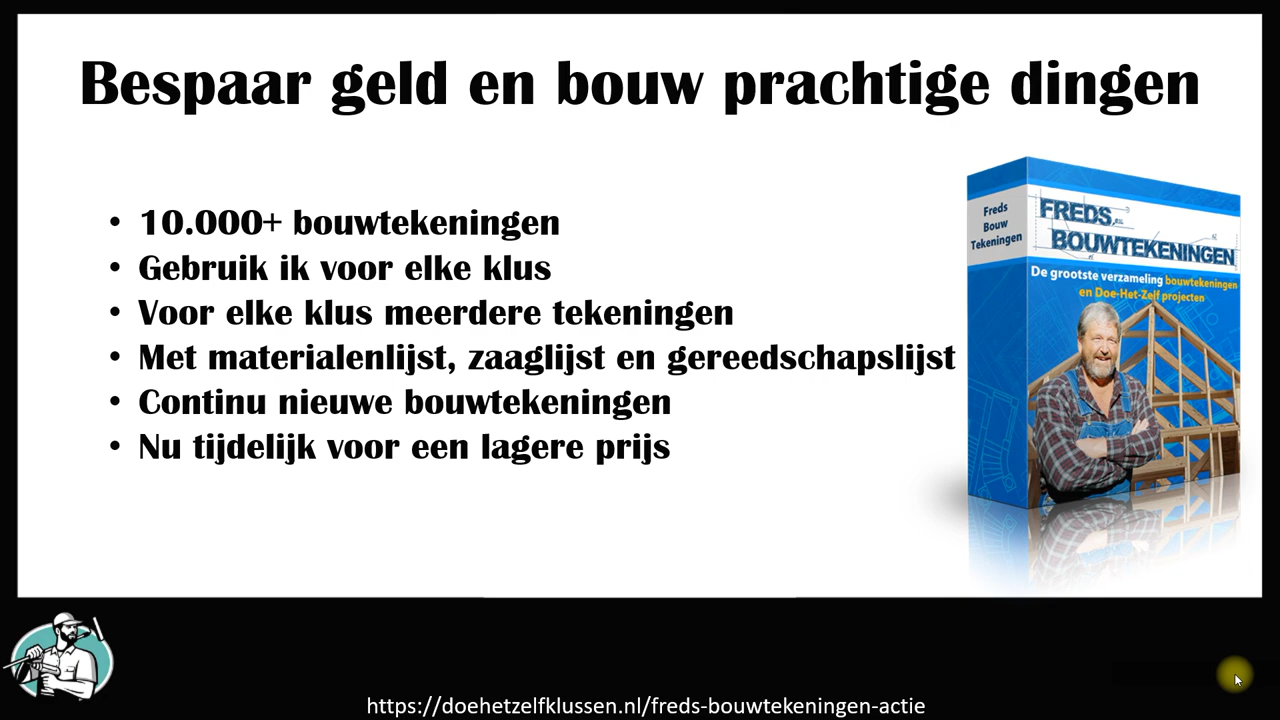 Bespaar geld en bouw prachtige dingen
• 10.000+ bouwtekeningen
• Gebruik ik voor elke klus
• Voor elke klus meerdere tekeningen
• Met materialenlijst, zaaglijst en gereedschapslijst
• Continu nieuwe bouwtekeningen
• Nu tijdelijk voor een lagere prijs
Freds
Bouw
Tekeningen
FREDS
BOUWTEKENINGEN
De grootste verzameling bouwtekeningen
en Doe-Het-Zelf projecten
https://doehetzelfklussen.nl/freds-bouwtekeningen-actie